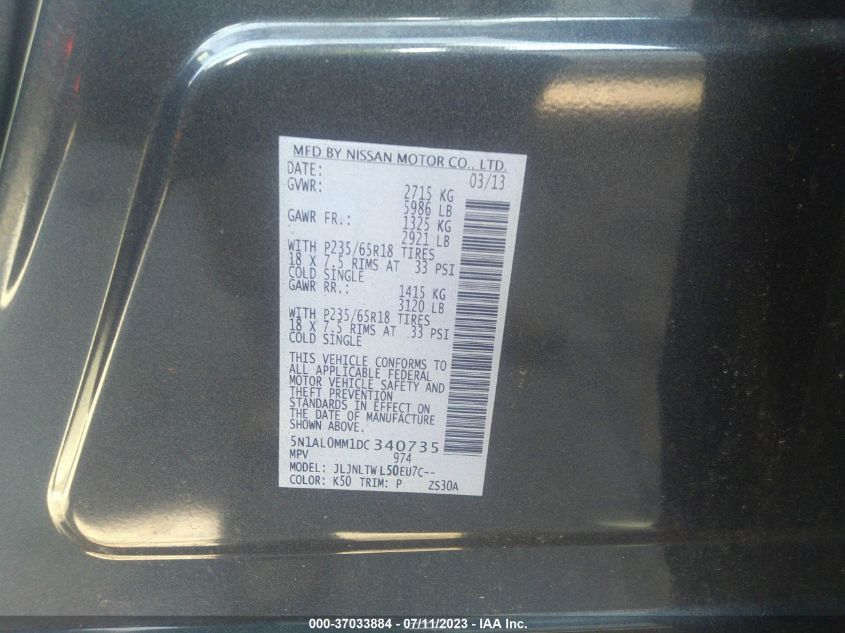 MFD BY NISSAN MOTOR CO., LTD.
DATE: 03/13
GVWR: 2715 KG
5986 LB
GAWR FR.: 1325 KG
2921 LB
WITH P235/65R18 TIRES
18 X 7.5 RIMS AT 33 PSI
COLD SINGLE
GAWR RR.: 1415 KG
3120 LB
WITH P235/65R18 TIRES
18 X 7.5 RIMS AT 33 PSI
COLD SINGLE
THIS VEHICLE CONFORMS TO
ALL APPLICABLE FEDERAL
MOTOR VEHICLE SAFETY AND
THEFT PREVENTION
STANDARDS IN EFFECT ON
THE DATE OF MANUFACTURE
SHOWN ABOVE.
5N1AL0MM1DC340735
MPV 974
MODEL: JLJNLTWL50EU7C--
COLOR: K50 TRIM: P ZS30A
000-37033884 - 07/11/2023 - © IAA Inc.